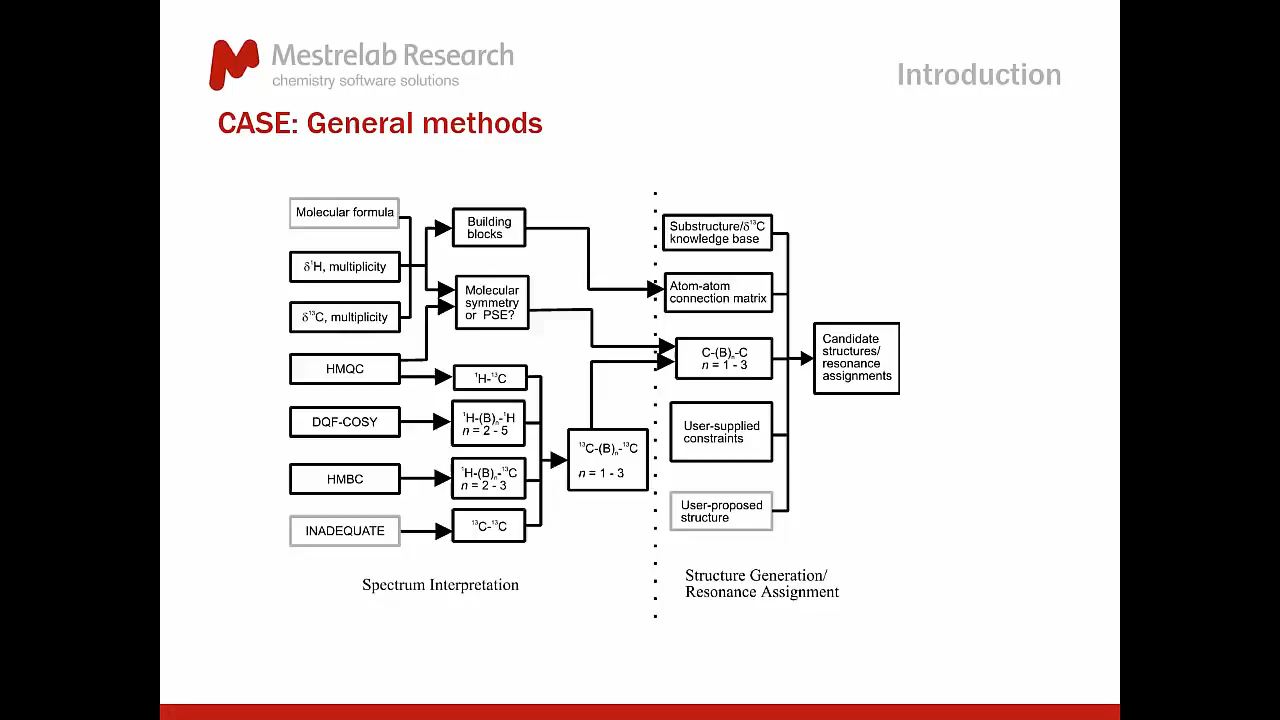 Mestrelab Research
chemistry software solutions
Introduction
CASE: General methods
Molecular formula
δ¹H, multiplicity
δ¹³C, multiplicity
HMQC
DQF-COSY
HMBC
INADEQUATE
Building
blocks
Molecular
symmetry
or PSE?
¹H-¹³C
¹H-(B)ₙ-¹H
n = 2 - 5
¹H-(B)ₙ-¹³C
n = 2 - 3
¹³C-¹³C
¹³C-(B)ₙ-¹³C
n = 1 - 3
Spectrum Interpretation
Substructure/δ¹³C
knowledge base
Atom-atom
connection matrix
C-(B)ₙ-C
n = 1 - 3
User-supplied
constraints
User-proposed
structure
Candidate
structures/
resonance
assignments
Structure Generation/
Resonance Assignment